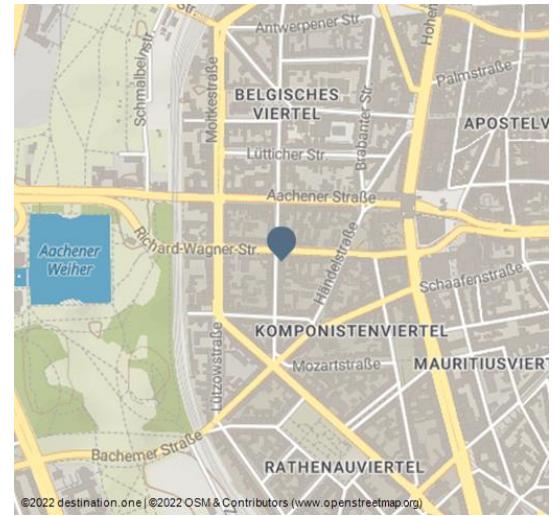 Antwerpener Str.
Hohen
Schmalbeinstr.
Moltkestraße
Palmstraße
BELGISCHES
VIERTEL
Brabanter Str.
APOSTELV
Lütticher Str.
Aachener Straße
Richard-Wagner-Str.
Aachener
Weiher
Händelstraße
Schaafenstraße
KOMPONISTENVIERTEL
Lützowstraße
Mozartstraße
MAURITIUSVIERT
Bachemer Straße
RATHENAUVIERTEL
©2022 destination.one | ©2022 OSM & Contributors (www.openstreetmap.org)